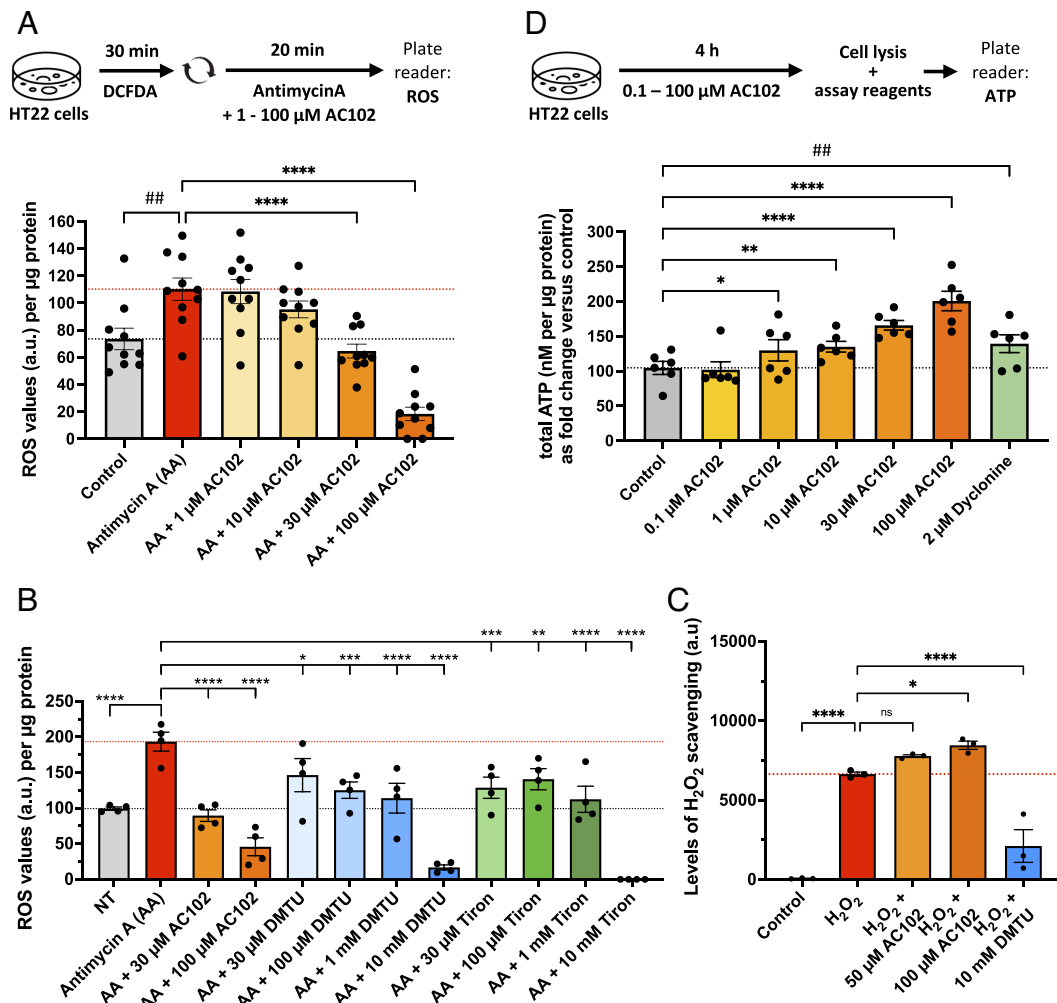 A
30 min
DCFDA
HT22 cells
20 min
AntimycinA
+ 1 - 100 µM AC102
Plate
reader:
ROS
ROS values (a.u.) per µg protein
160
140
120
100
80
60
40
20
0
##
****
****
Control
Antimycin A (AA)
AA + 1 µM AC102
AA + 10 µM AC102
AA + 30 µM AC102
AA + 100 µM AC102
D
HT22 cells
4 h
0.1 – 100 µM AC102
Cell lysis
+
assay reagents
Plate
reader:
ATP
total ATP (nM per µg protein)
as fold change versus control
300
250
200
150
100
50
0
##
****
****
**
*
Control
0.1 µM AC102
1 µM AC102
10 µM AC102
30 µM AC102
100 µM AC102
2 µM Dyclonine
B
ROS values (a.u.) per µg protein
250
200
150
100
50
0
***
**
****
****
*
***
****
****
****
****
****
NT
Antimycin A (AA)
AA + 30 µM AC102
AA + 100 µM AC102
AA + 30 µM DMTU
AA + 100 µM DMTU
AA + 1 mM DMTU
AA + 10 mM DMTU
AA + 30 µM Tiron
AA + 100 µM Tiron
AA + 1 mM Tiron
AA + 10 mM Tiron
C
Levels of H₂O₂ scavenging (a.u)
15000
10000
5000
0
****
*
****
ns
Control
H₂O₂
H₂O₂ +
50 µM AC102
H₂O₂ +
100 µM AC102
H₂O₂ +
10 mM DMTU